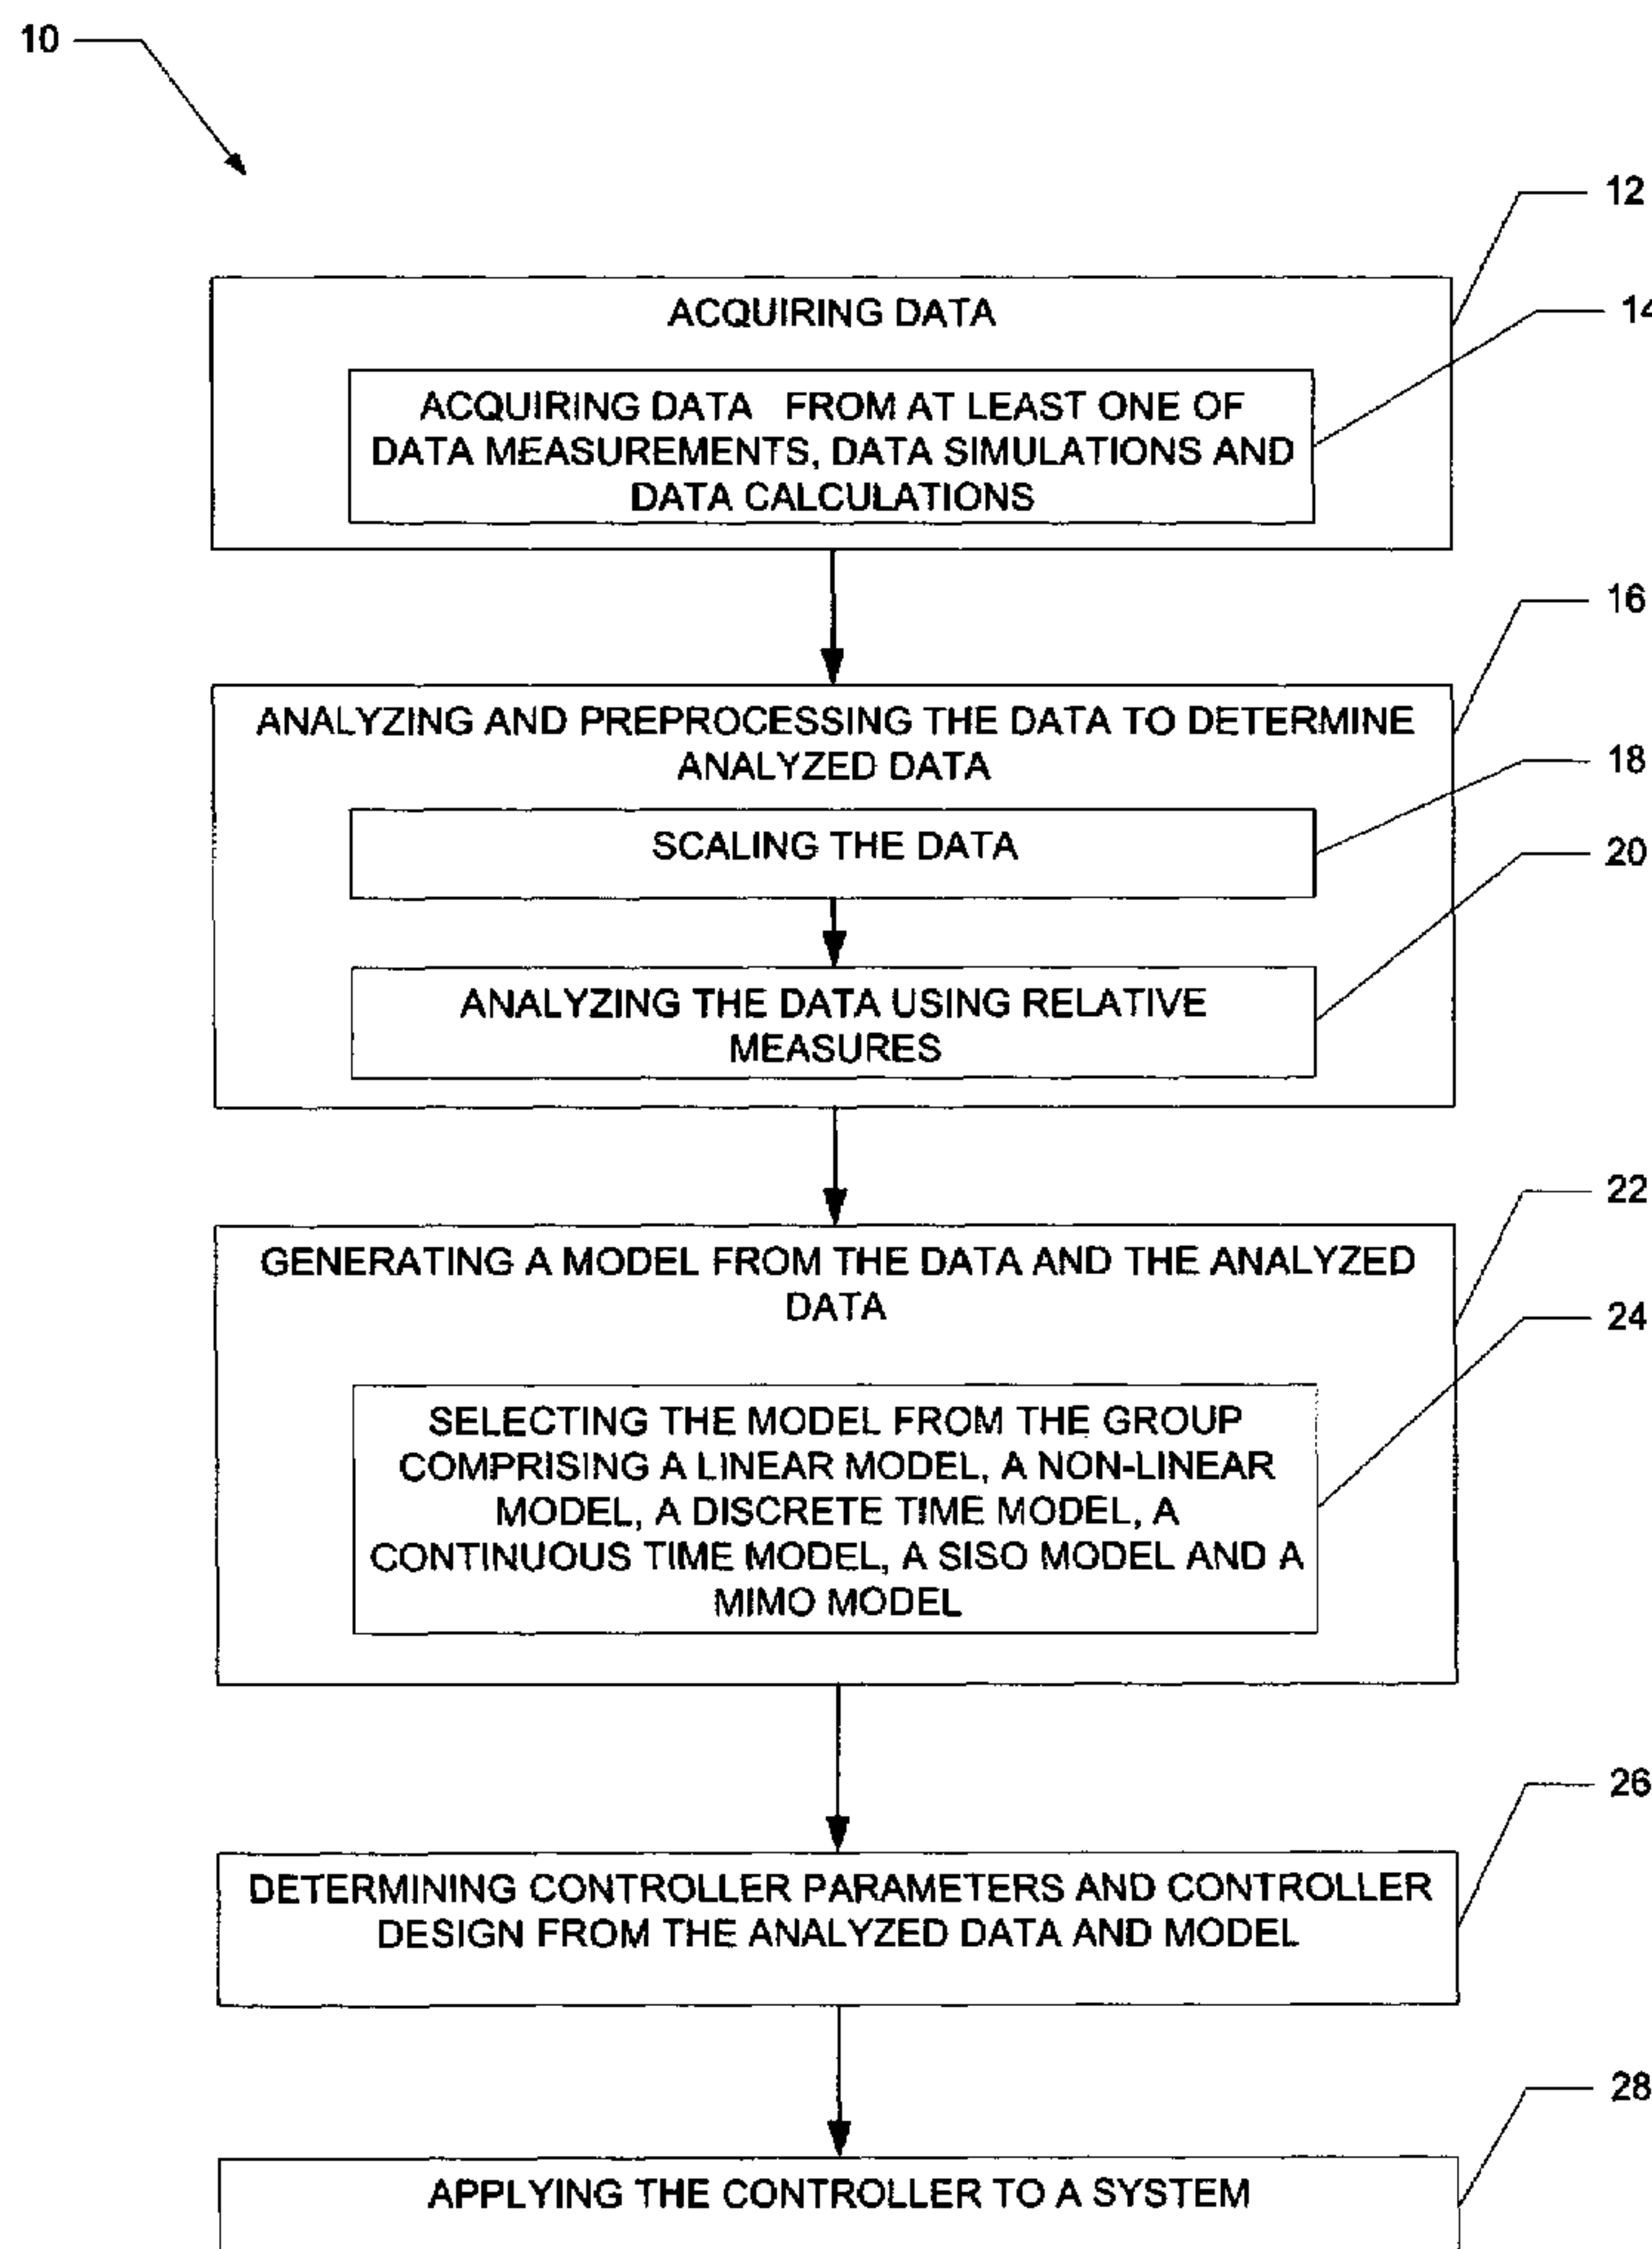 10
12
ACQUIRING DATA
14
ACQUIRING DATA FROM AT LEAST ONE OF
DATA MEASUREMENTS, DATA SIMULATIONS AND
DATA CALCULATIONS
16
ANALYZING AND PREPROCESSING THE DATA TO DETERMINE
ANALYZED DATA
18
SCALING THE DATA
20
ANALYZING THE DATA USING RELATIVE
MEASURES
22
GENERATING A MODEL FROM THE DATA AND THE ANALYZED
DATA
24
SELECTING THE MODEL FROM THE GROUP
COMPRISING A LINEAR MODEL, A NON-LINEAR
MODEL, A DISCRETE TIME MODEL, A
CONTINUOUS TIME MODEL, A SISO MODEL AND A
MIMO MODEL
26
DETERMINING CONTROLLER PARAMETERS AND CONTROLLER
DESIGN FROM THE ANALYZED DATA AND MODEL
28
APPLYING THE CONTROLLER TO A SYSTEM